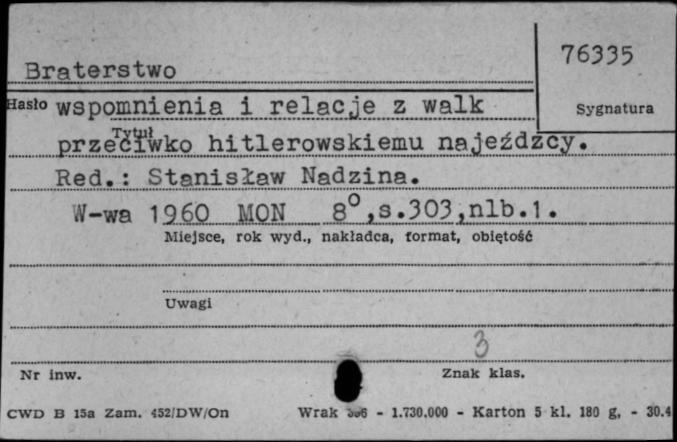 76335
Braterstwo
Hasło wspomnienia i relacje z walk
Sygnatura
Tytuł
przeciwko hitlerowskiemu najeźdzcy.
Red.: Stanisław Nadzina.
W-wa 1960 MON 8°,s.303,nlb.1.
Miejsce, rok wyd., nakładca, format, objętość
Uwagi
3
Nr inw.
Znak klas.
CWD B 15a Zam. 452/DW/On Wrak - 1.730.000 - Karton 5 kl. 180 g, - 30.4